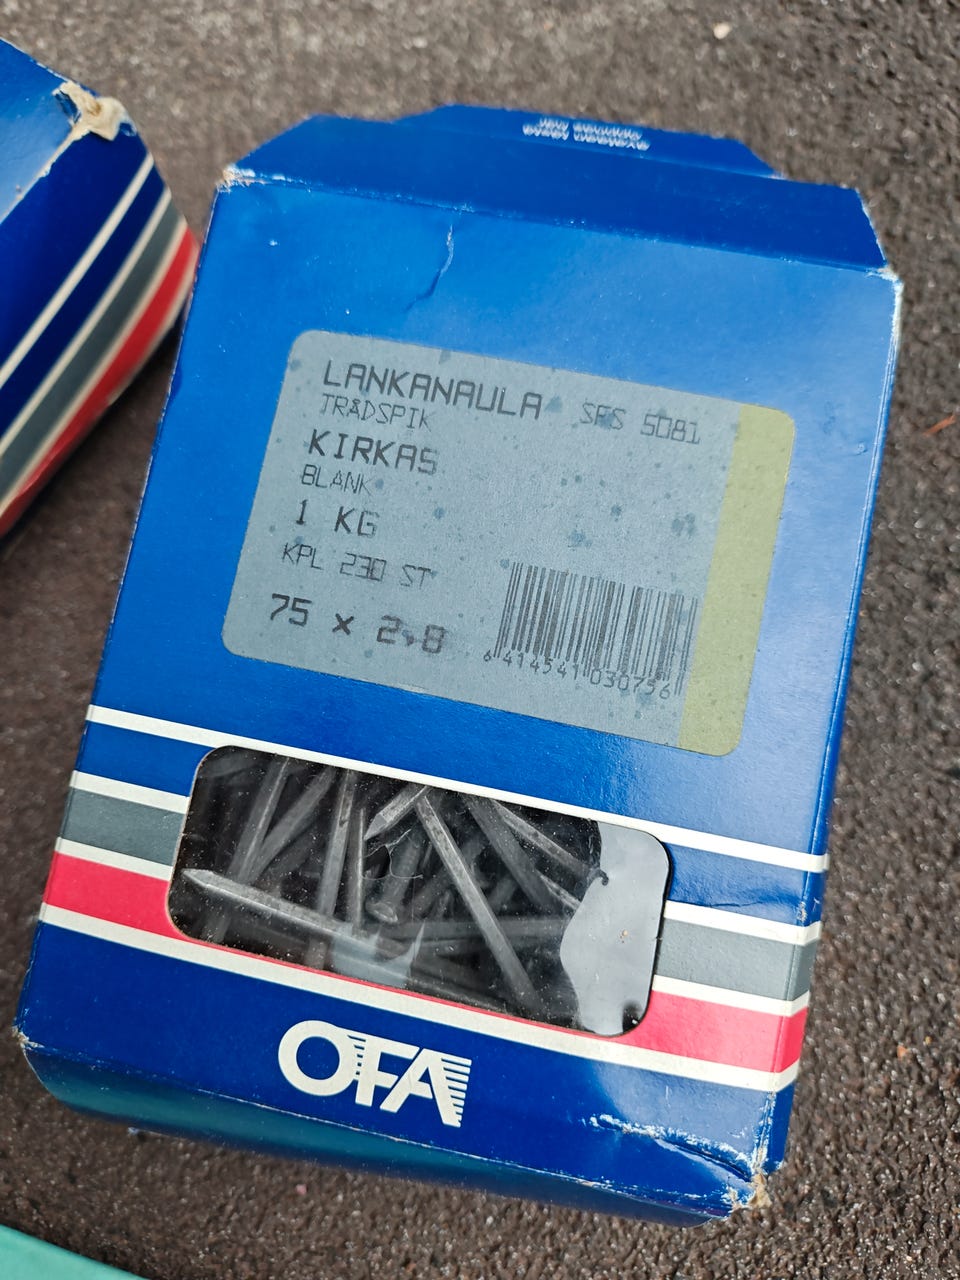 LANKANAULA SFS 5081
TRÅDSPIK
KIRKAS
BLANK
1 KG
KPL 230 ST
75 x 2,8
6 414541 030756
OFA